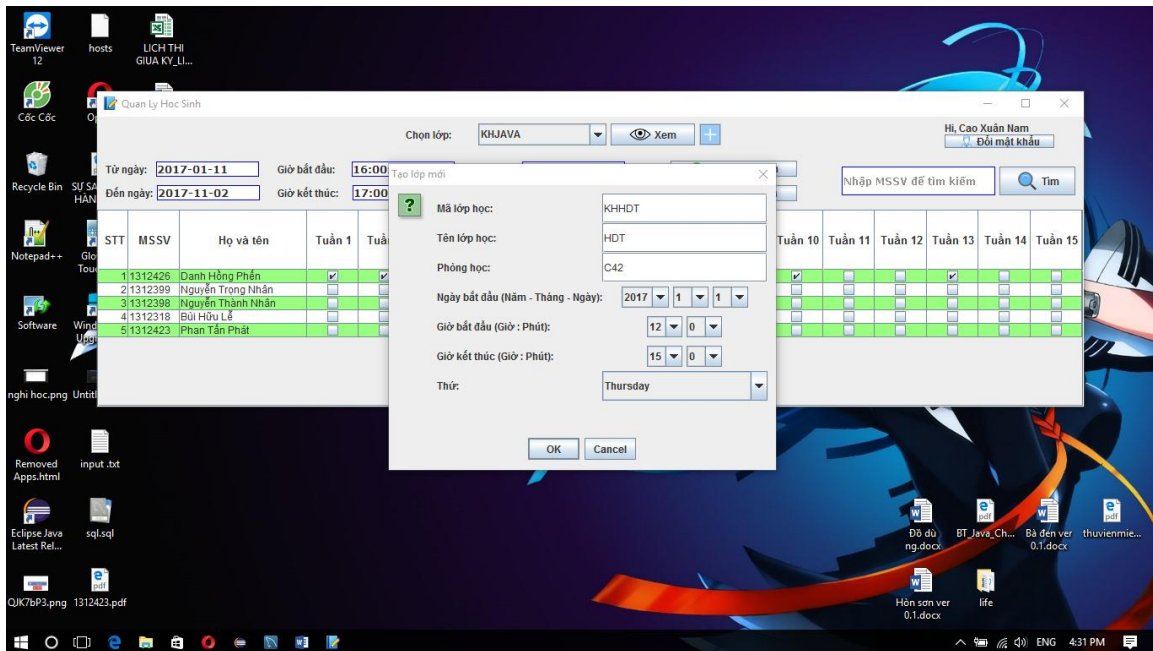 TeamViewer
12
hosts
LICH THI
GIUA KY_LI...
Cốc Cốc
Quan Ly Hoc Sinh
Chọn lớp:
KHJAVA
Xem
Hi, Cao Xuân Nam
Đổi mật khẩu
Từ ngày:
2017-01-11
Giờ bắt đầu:
16:00
Đến ngày:
2017-11-02
Giờ kết thúc:
17:00
Nhập MSSV để tìm kiếm
Tìm
Recycle Bin
STT MSSV Họ và tên Tuần 1 Tuầ
Tuần 10 Tuần 11 Tuần 12 Tuần 13 Tuần 14 Tuần 15
1 1312426 Danh Hồng Phến
2 1312399 Nguyễn Trọng Nhân
3 1312398 Nguyễn Thành Nhân
4 1312318 Bùi Hữu Lễ
5 1312423 Phan Tấn Phát
Tạo lớp mới
Mã lớp học:
KHHDT
Tên lớp học:
HDT
Phòng học:
C42
Ngày bắt đầu (Năm - Tháng - Ngày):
2017 1 1
Giờ bắt đầu (Giờ : Phút):
12 0
Giờ kết thúc (Giờ : Phút):
15 0
Thứ:
Thursday
OK
Cancel
Notepad++
Software
nghi hoc.png
Removed
Apps.html
input .txt
Eclipse Java
Latest Rel...
sql.sql
QJK7bP3.png
1312423.pdf
Đồ dù
ng.docx
BT_Java_Ch...
Bà đen ver
0.1.docx
thuvienmie...
Hòn sơn ver
0.1.docx
life
ENG
4:31 PM